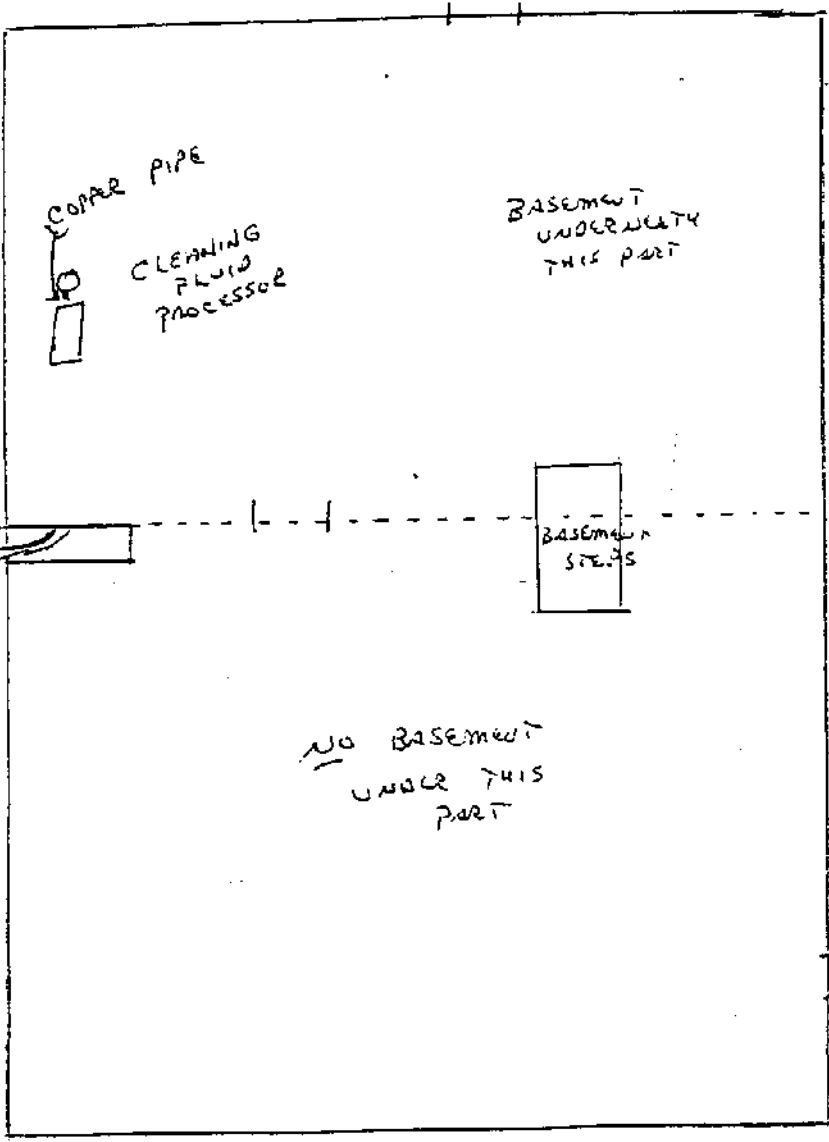 COPPER PIPE
CLEANING
FLUID
PROCESSOR
BASEMENT
UNDERNEATH
THIS PART
BASEMENT
STEPS
NO BASEMENT
UNDER THIS
PART